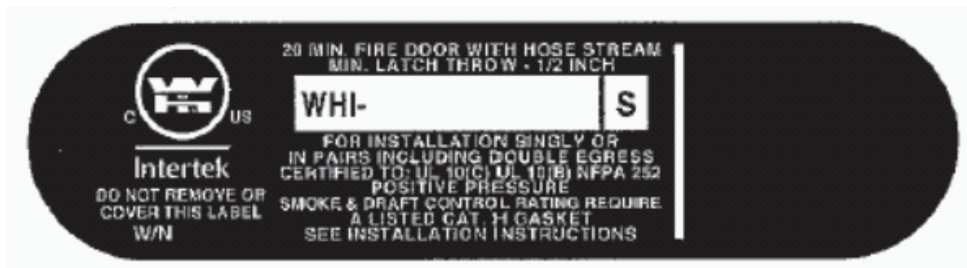 WH
C US
Intertek
DO NOT REMOVE OR
COVER THIS LABEL
W/N
20 MIN. FIRE DOOR WITH HOSE STREAM
MIN. LATCH THROW - 1/2 INCH
WHI- S
FOR INSTALLATION SINGLY OR
IN PAIRS INCLUDING DOUBLE EGRESS
CERTIFIED TO: UL 10(C) UL 10(B) NFPA 252
POSITIVE PRESSURE
SMOKE & DRAFT CONTROL RATING REQUIRE
A LISTED CAT. H GASKET
SEE INSTALLATION INSTRUCTIONS